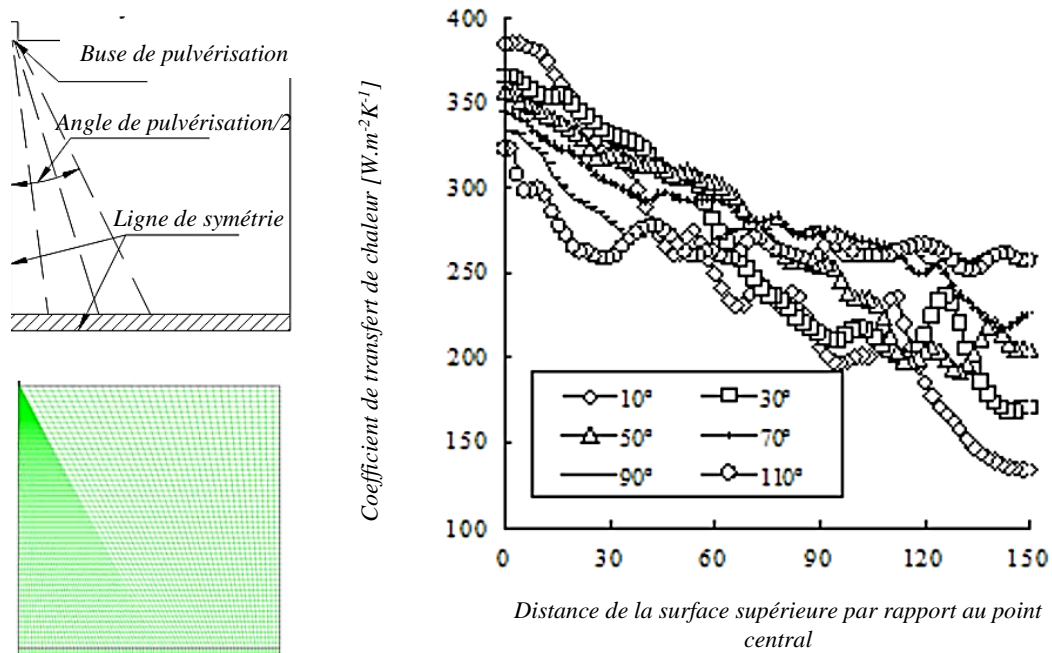 Buse de pulvérisation
Angle de pulvérisation/2
Ligne de symétrie
Coefficient de transfert de chaleur [W.m-2K-1]
400
350
300
250
200
150
100
0 30 60 90 120 150
10° 30°
50° 70°
90° 110°
Distance de la surface supérieure par rapport au point
central